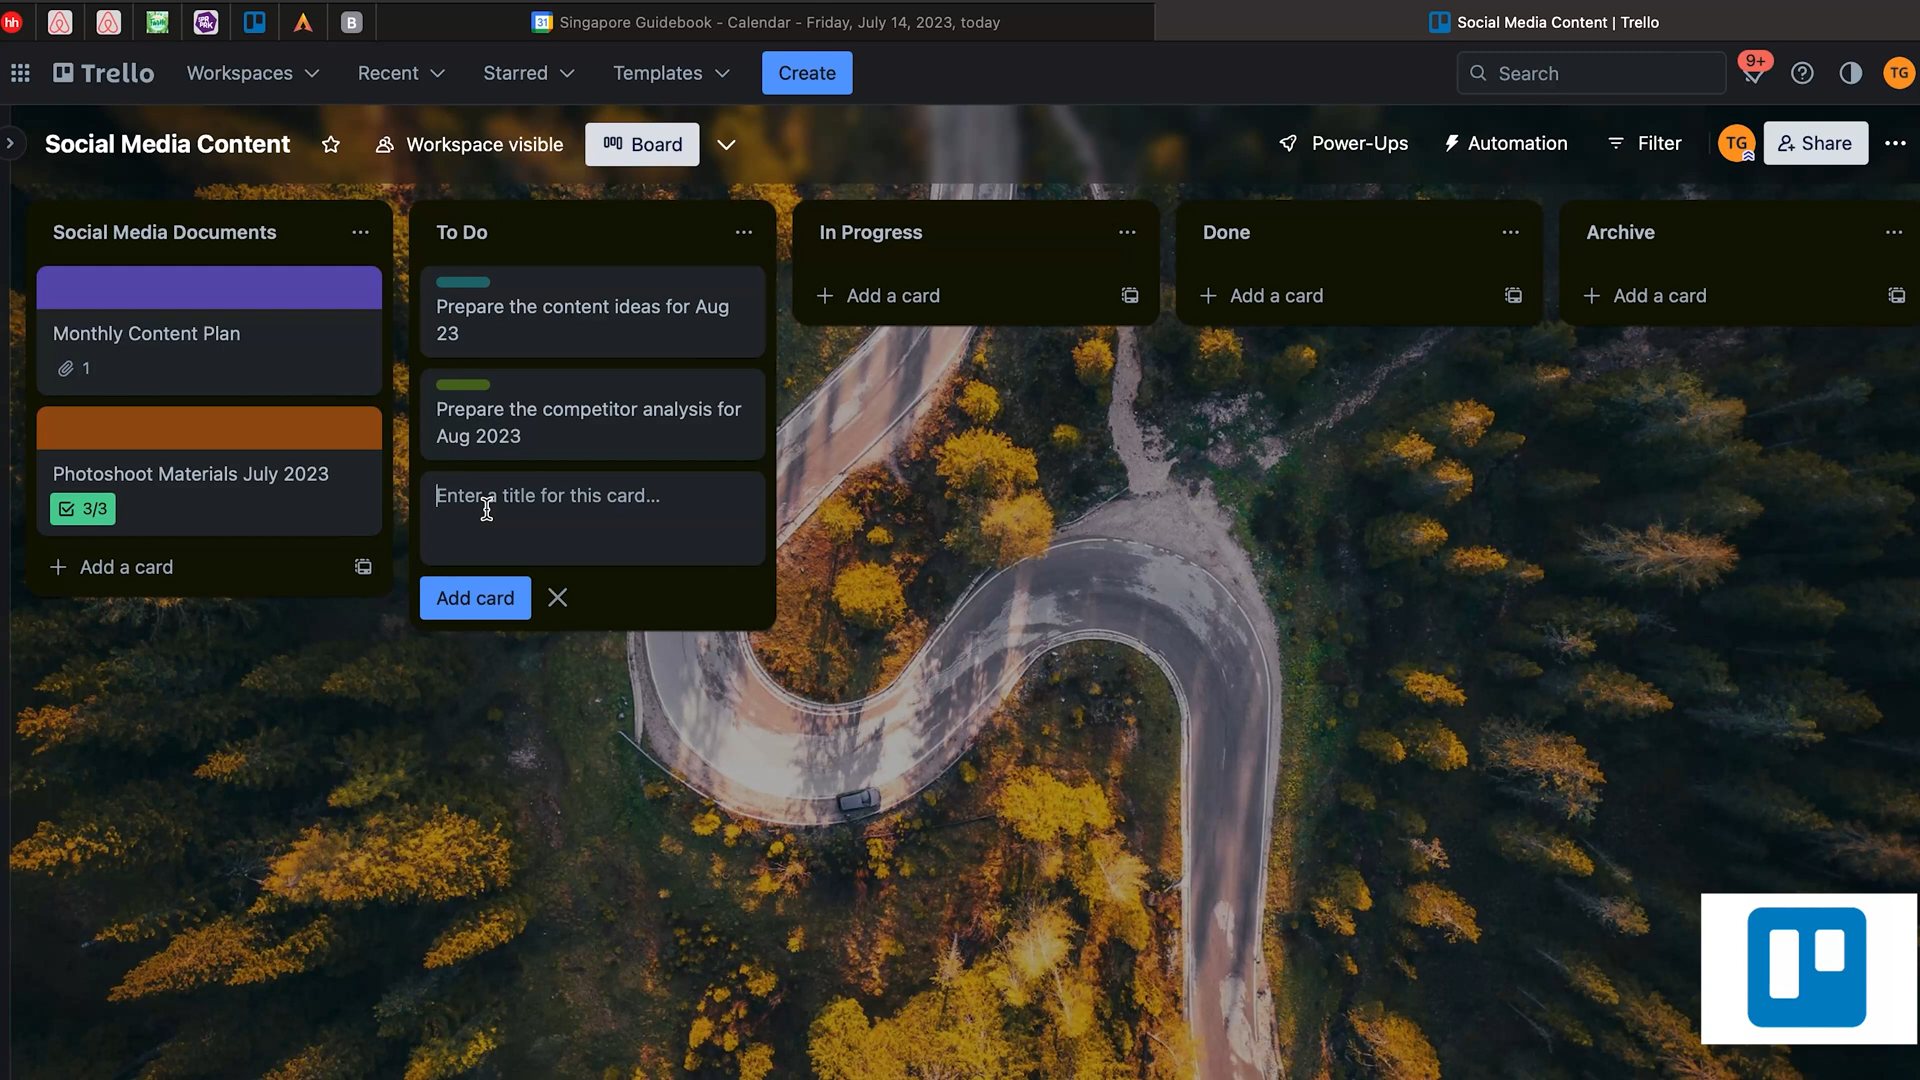 hh
SPR PRK
B
31
Singapore Guidebook - Calendar - Friday, July 14, 2023, today
Social Media Content | Trello
Trello
Workspaces
Recent
Starred
Templates
Create
Search
9+
TG
Social Media Content
Workspace visible
Board
Power-Ups
Automation
Filter
TG
Share
Social Media Documents
Monthly Content Plan
1
Photoshoot Materials July 2023
3/3
Add a card
To Do
Prepare the content ideas for Aug
23
Prepare the competitor analysis for
Aug 2023
Enter a title for this card...
Add card
In Progress
Add a card
Done
Add a card
Archive
Add a card